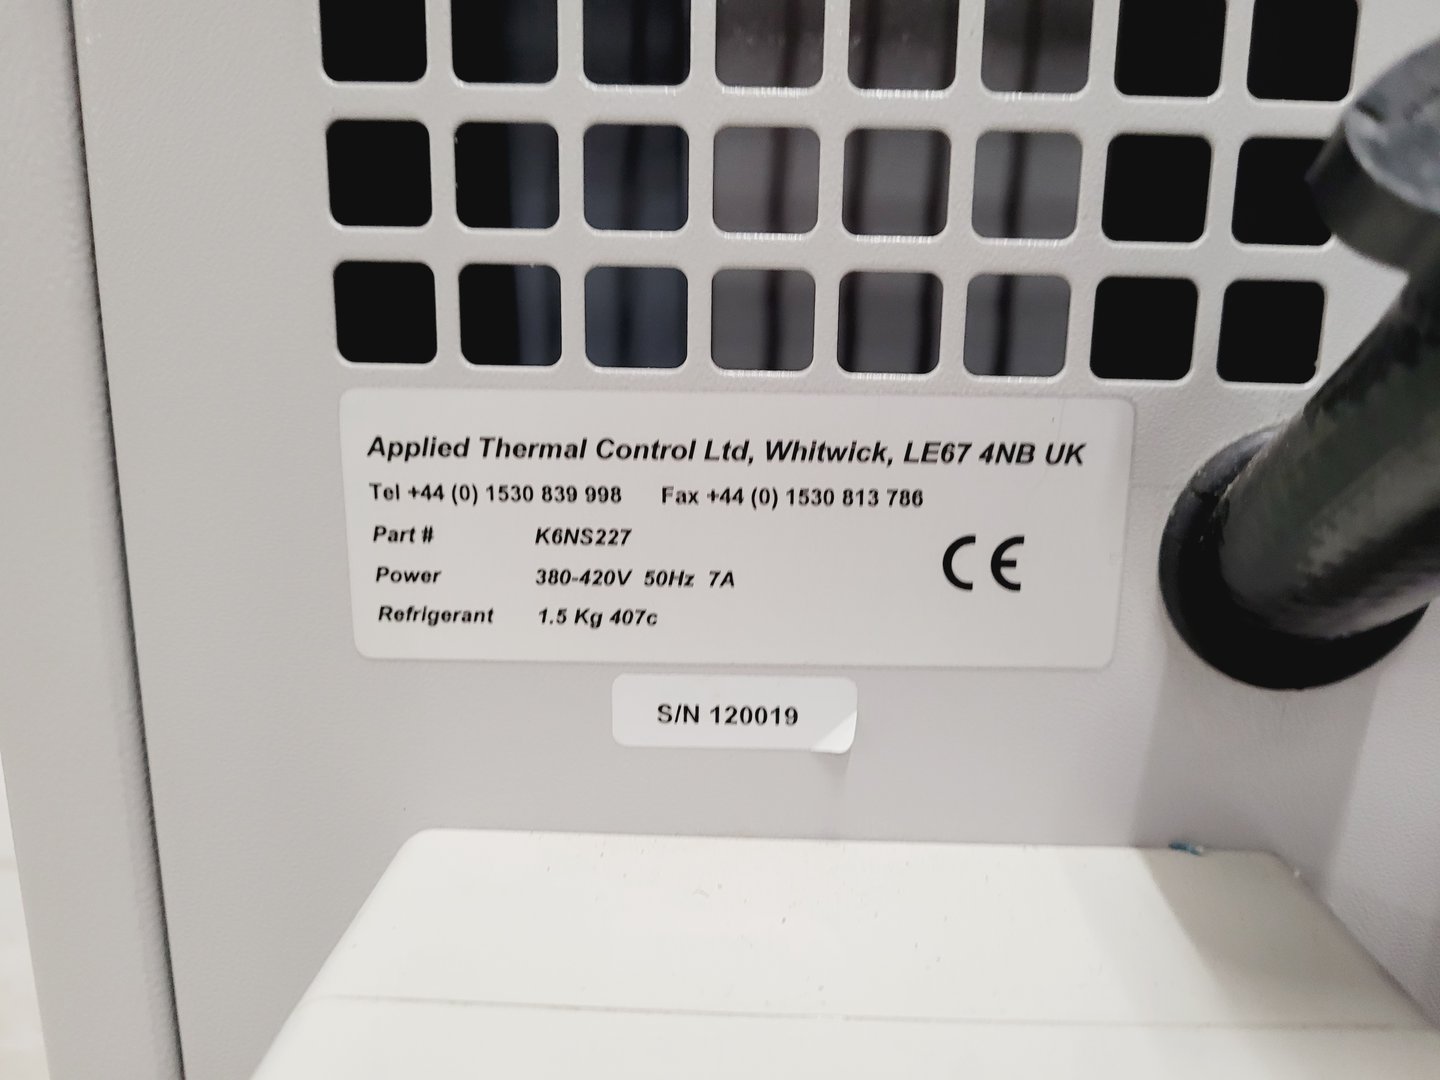 Applied Thermal Control Ltd, Whitwick, LE67 4NB UK
Tel +44 (0) 1530 839 998 Fax +44 (0) 1530 813 786
Part # K6NS227
Power 380-420V 50Hz 7A
Refrigerant 1.5 Kg 407c
CE
S/N 120019